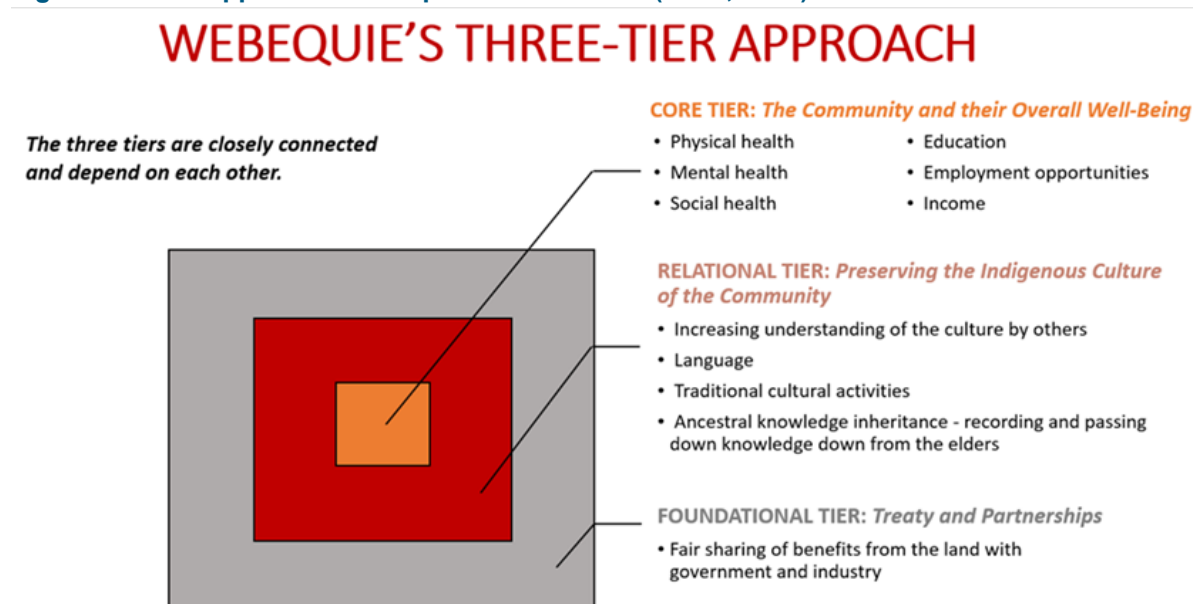 WEBEQUIE'S THREE-TIER APPROACH
The three tiers are closely connected
and depend on each other.
CORE TIER: The Community and their Overall Well-Being
• Physical health
• Mental health
• Social health
• Education
• Employment opportunities
• Income
RELATIONAL TIER: Preserving the Indigenous Culture
of the Community
• Increasing understanding of the culture by others
• Language
• Traditional cultural activities
• Ancestral knowledge inheritance - recording and passing
down knowledge down from the elders
FOUNDATIONAL TIER: Treaty and Partnerships
• Fair sharing of benefits from the land with
government and industry